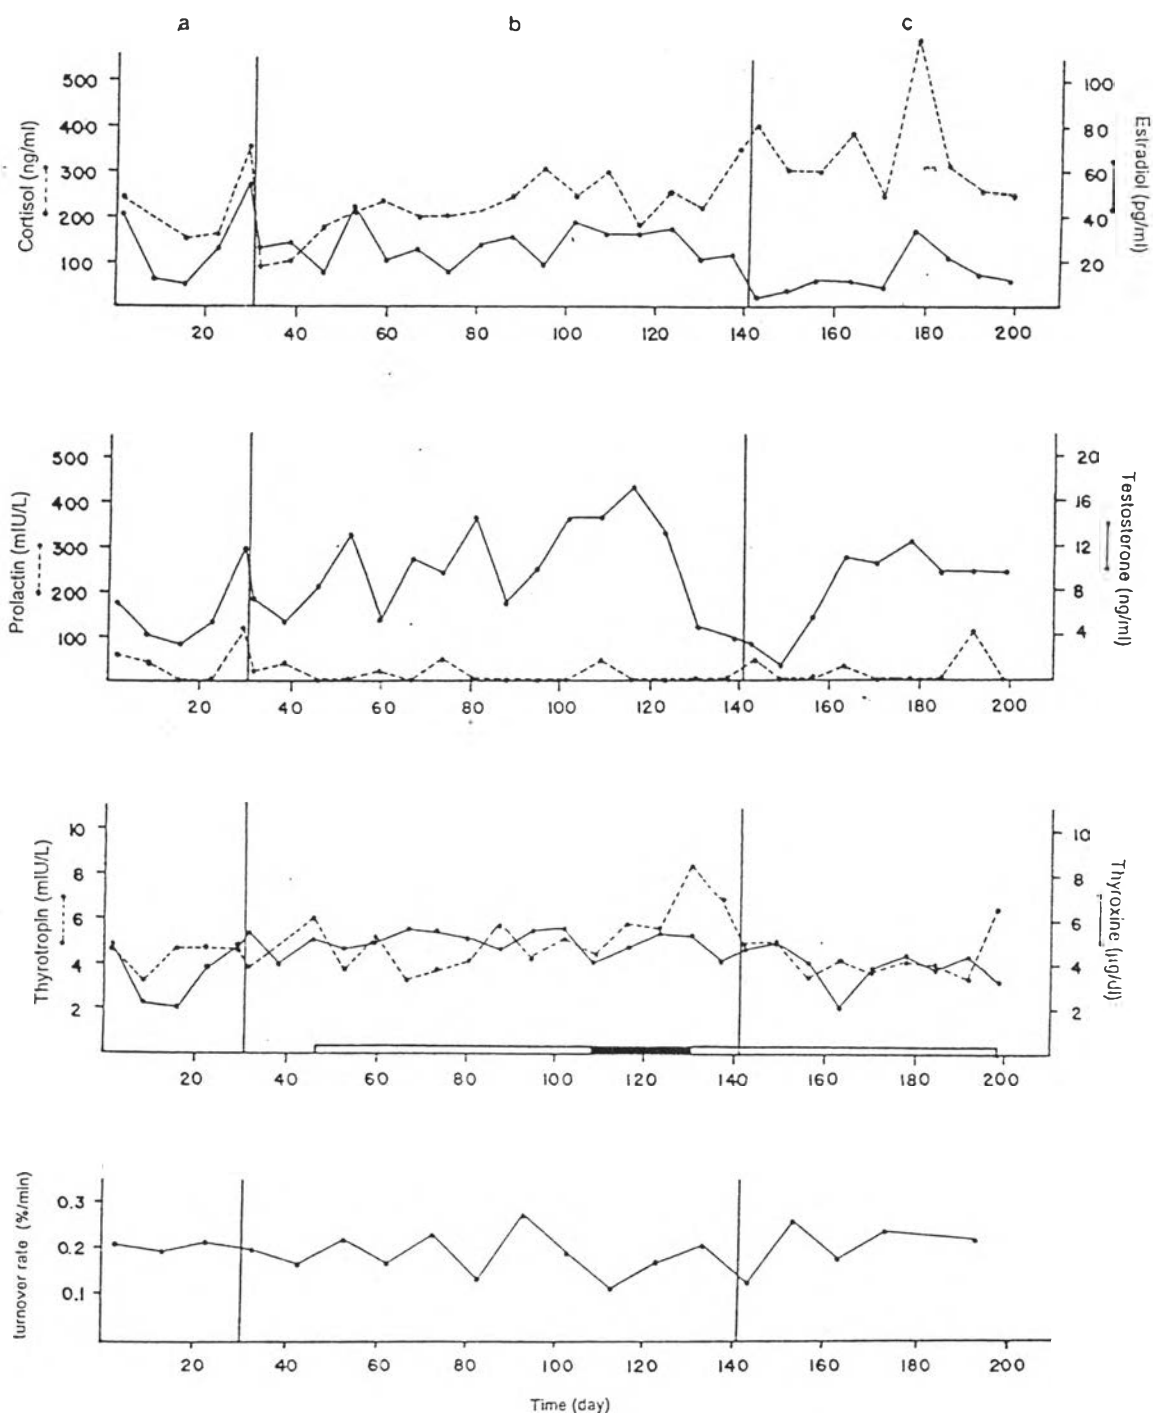 a b c
Cortisol (ng/ml)
500
400
300
200
100
Estradiol (pg/ml)
100
80
60
40
20
20 40 60 80 100 120 140 160 180 200
Prolactin (mIU/L)
500
400
300
200
100
Testosterone (ng/ml)
20
16
12
8
4
20 40 60 80 100 120 140 160 180 200
Thyrotropin (mIU/L)
10
8
6
4
2
Thyroxine (µg/dl)
10
8
6
4
2
20 40 60 80 100 120 140 160 180 200
turnover rate (%/min)
0.3
0.2
0.1
20 40 60 80 100 120 140 160 180 200
Time (day)